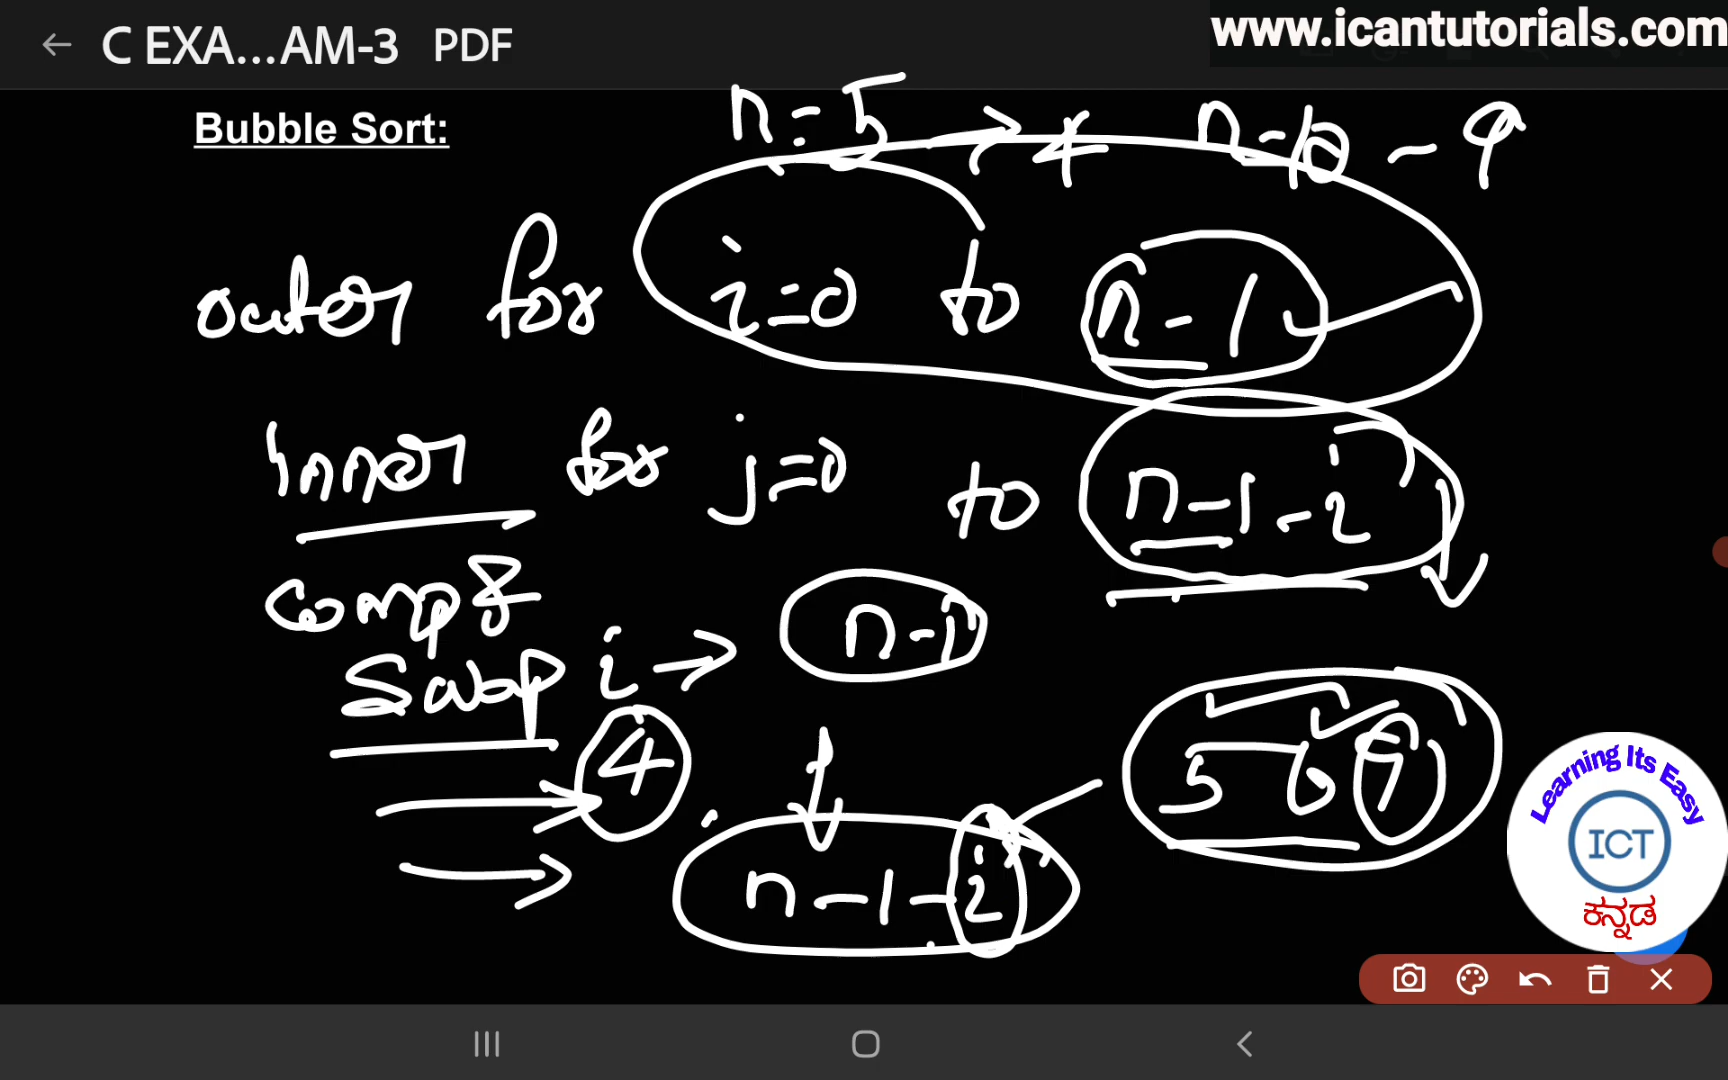 C EXA...AM-3 PDF
www.icantutorials.com
Bubble Sort:
n=5 → 4 n=10 - 9
outer for i=0 to n-1
Inner for j=0 to n-1-i
comp &
Swap i → n-1
4
5 6 9
n-1-i
Learning Its Easy
ICT
ಕನ್ನಡ